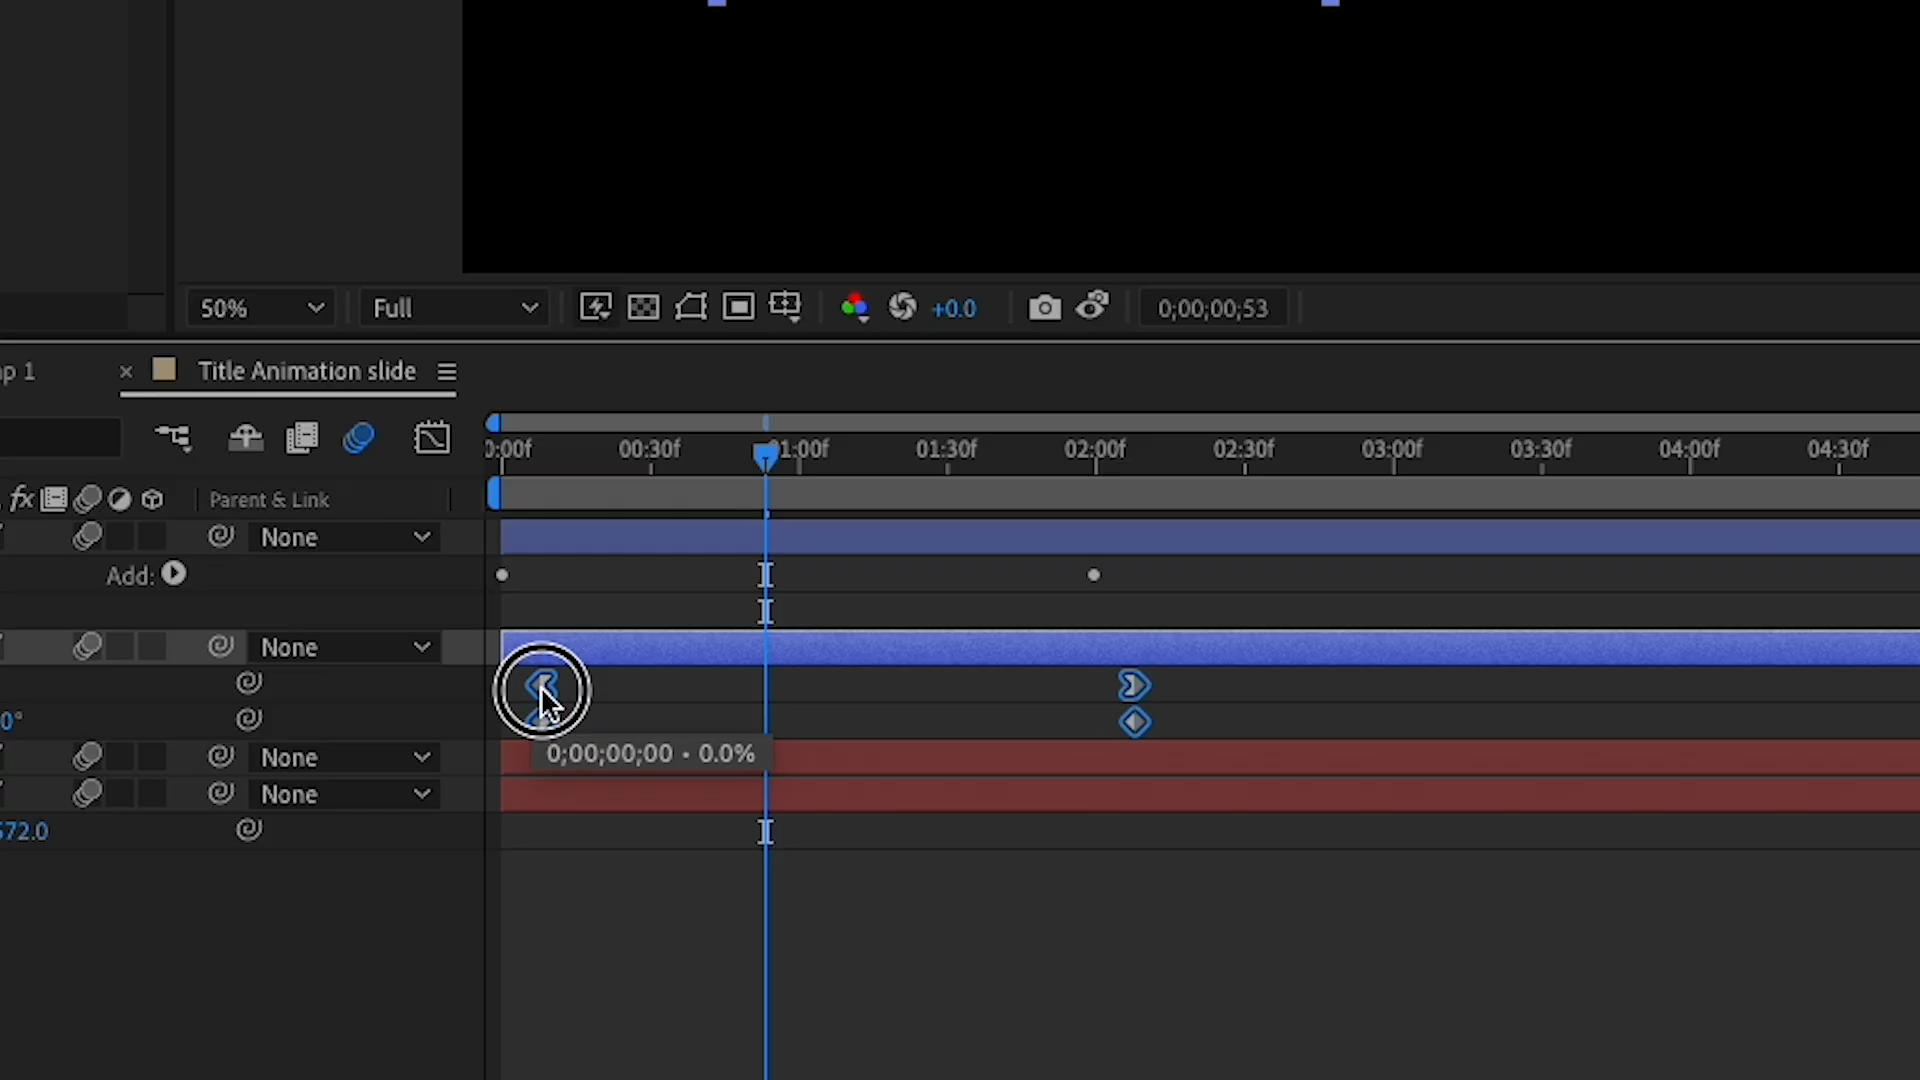 50% Full +0.0 0;00;00;53
p 1 Title Animation slide
0:00f 00:30f 01:00f 01:30f 02:00f 02:30f 03:00f 03:30f 04:00f 04:30f
fx Parent & Link
None
Add:
None
0°
0;00;00;00 • 0.0%
None
None
572.0